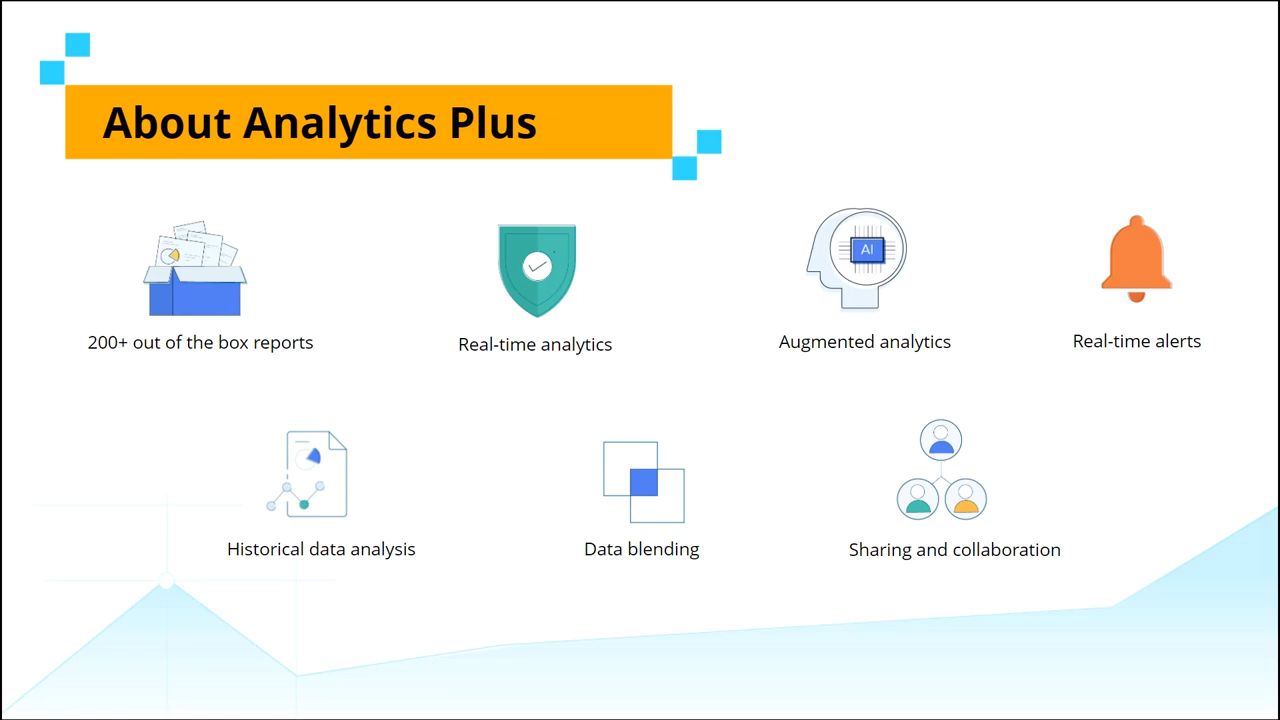 About Analytics Plus
AI
200+ out of the box reports
Real-time analytics
Augmented analytics
Real-time alerts
Historical data analysis
Data blending
Sharing and collaboration